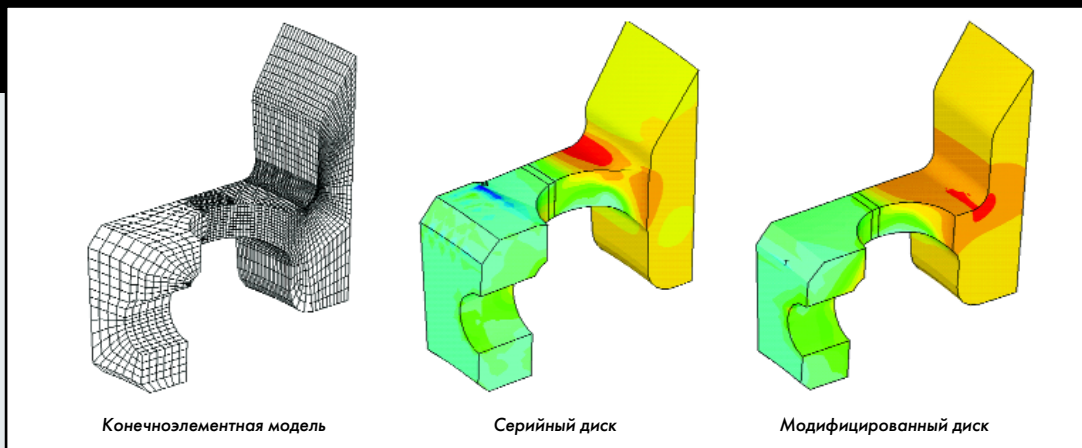 Конечноэлементная модель
Серийный диск
Модифицированный диск